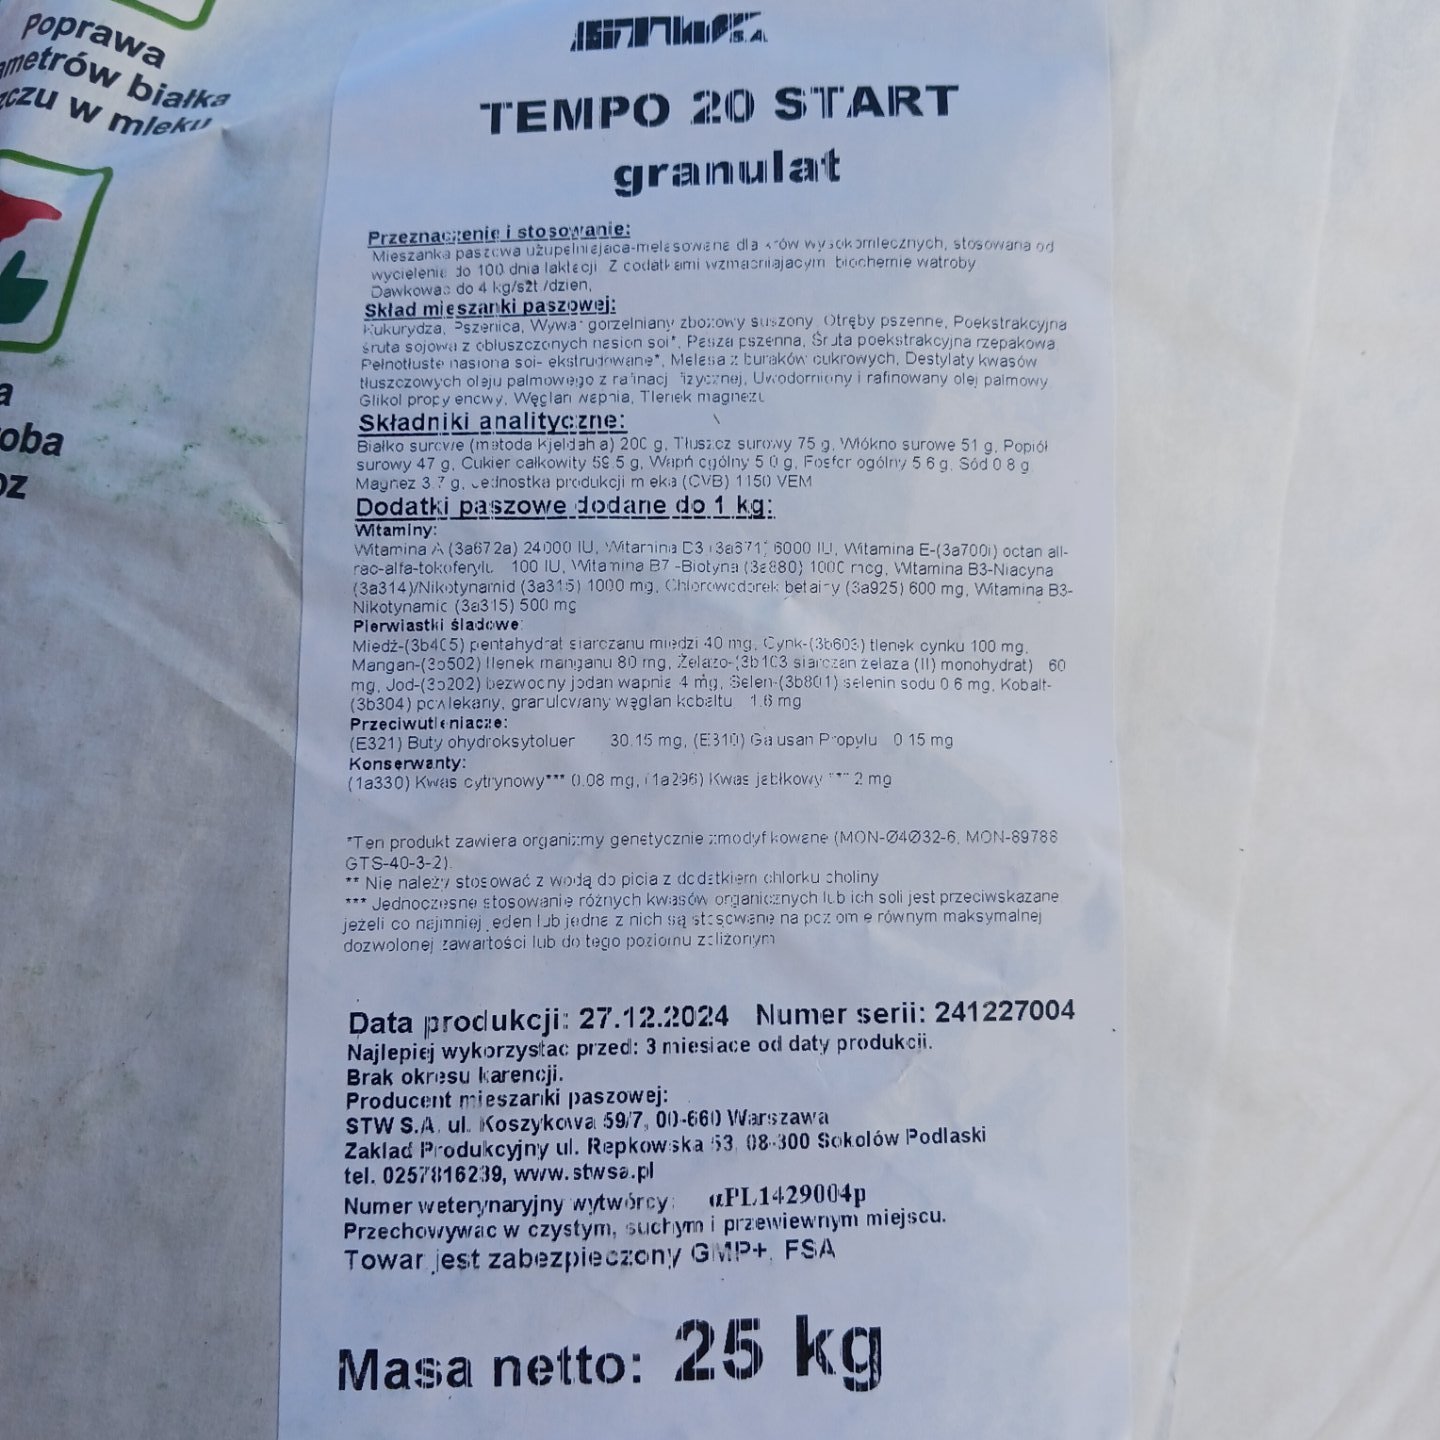 Poprawa
ametrów białka
zczu w mleku
a
oba
oz
TEMPO 20 START
granulat
Przeznaczenie i stosowanie:
Mieszanka paszowa uzupełniająca-melasowana dla krów wysokomlecznych, stosowana od
wycielenia do 100 dnia laktacji. Z dodatkami wzmacniającymi biochemie wątroby
Dawkować do 4 kg/szt./dzień.
Skład mieszanki paszowej:
Kukurydza, Pszenica, Wywar gorzelniany zbożowy suszony, Otręby pszenne, Poekstrakcyjna
śruta sojowa z obłuszczonych nasion soi*, Pasza pszenna, Śruta poekstrakcyjna rzepakowa,
Pełnotłuste nasiona soi- ekstrudowane*, Melasa z buraków cukrowych, Destylaty kwasów
tłuszczowych oleju palmowego z rafinacji fizycznej, Uwodorniony i rafinowany olej palmowy,
Glikol propylenowy, Węglan wapnia, Tlenek magnezu
Składniki analityczne:
Białko surowe (metoda Kjeldahla) 200 g, Tłuszcz surowy 75 g, Włókno surowe 51 g, Popiół
surowy 47 g, Cukier całkowity 59.5 g, Wapń ogólny 5.0 g, Fosfor ogólny 5.6 g, Sód 0.8 g,
Magnez 3.7 g, Jednostka produkcji mleka (CVB) 1150 VEM
Dodatki paszowe dodane do 1 kg:
Witaminy:
Witamina A (3a672a) 24000 IU, Witamina D3 (3a671) 6000 IU, Witamina E-(3a700i) octan all-
rac-alfa-tokoferylu 100 IU, Witamina B7 -Biotyna (3a880) 1000 mcg, Witamina B3-Niacyna
(3a314)/Nikotynamid (3a315) 1000 mg, Chlorowodorek betainy (3a925) 600 mg, Witamina B3-
Nikotynamid (3a315) 500 mg
Pierwiastki śladowe:
Miedź-(3b405) pentahydrat siarczanu miedzi 40 mg, Cynk-(3b603) tlenek cynku 100 mg,
Mangan-(3b502) tlenek manganu 80 mg, Żelazo-(3b103 siarczan żelaza (II) monohydrat) 60
mg, Jod-(3b202) bezwodny jodan wapnia 4 mg, Selen-(3b801) selenin sodu 0.6 mg, Kobalt-
(3b304) powlekany, granulowany węglan kobaltu 1.6 mg
Przeciwutleniacze:
(E321) Butylohydroksytoluen 30.15 mg, (E310) Galusan Propylu 0.15 mg
Konserwanty:
(1a330) Kwas cytrynowy*** 0.08 mg, (1a296) Kwas jabłkowy *** 2 mg
*Ten produkt zawiera organizmy genetycznie zmodyfikowane (MON-Ø4Ø32-6, MON-89788
GTS-40-3-2).
** Nie należy stosować z wodą do picia z dodatkiem chlorku choliny
*** Jednoczesne stosowanie różnych kwasów organicznych lub ich soli jest przeciwskazane
jeżeli co najmniej jeden lub jedna z nich są stosowane na poziomie równym maksymalnej
dozwolonej zawartości lub do tego poziomu zbliżonym
Data produkcji: 27.12.2024 Numer serii: 241227004
Najlepiej wykorzystac przed: 3 miesiace od daty produkcji.
Brak okresu karencji.
Producent mieszanki paszowej:
STW S.A. ul. Koszykowa 59/7, 00-660 Warszawa
Zaklad Produkcyjny ul. Repkowska 53, 08-300 Sokolów Podlaski
tel. 0257816239, www.stwsa.pl
Numer weterynaryjny wytwórcy: αPL1429004p
Przechowywac w czystym, suchym i przewiewnym miejscu.
Towar jest zabezpieczony GMP+, FSA
Masa netto: 25 kg